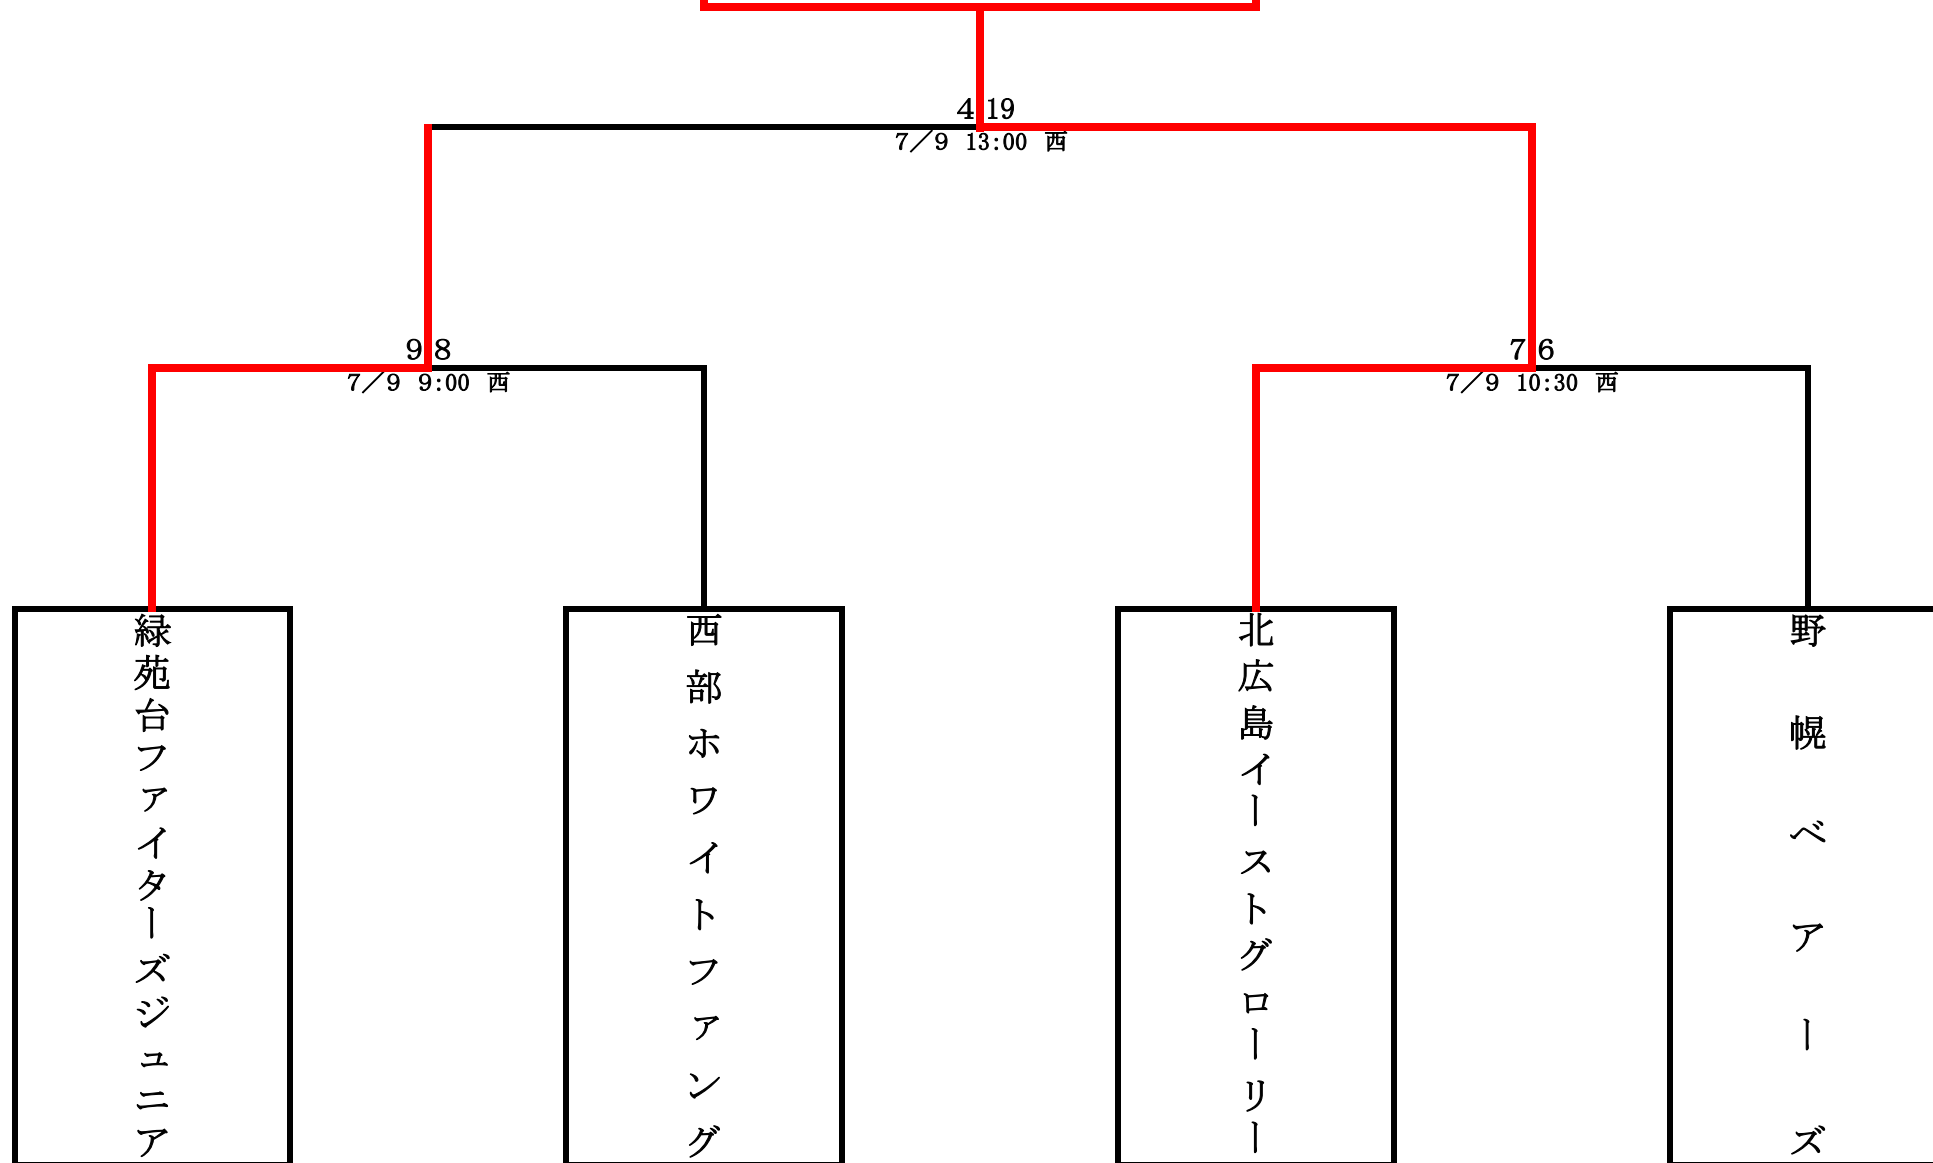 4 19
7／9 13:00 西
9 8
7／9 9:00 西
7 6
7／9 10:30 西
緑苑台ファイターズジュニア
西部ホワイトファング
北広島イーストグローリー
野幌ベアーズ